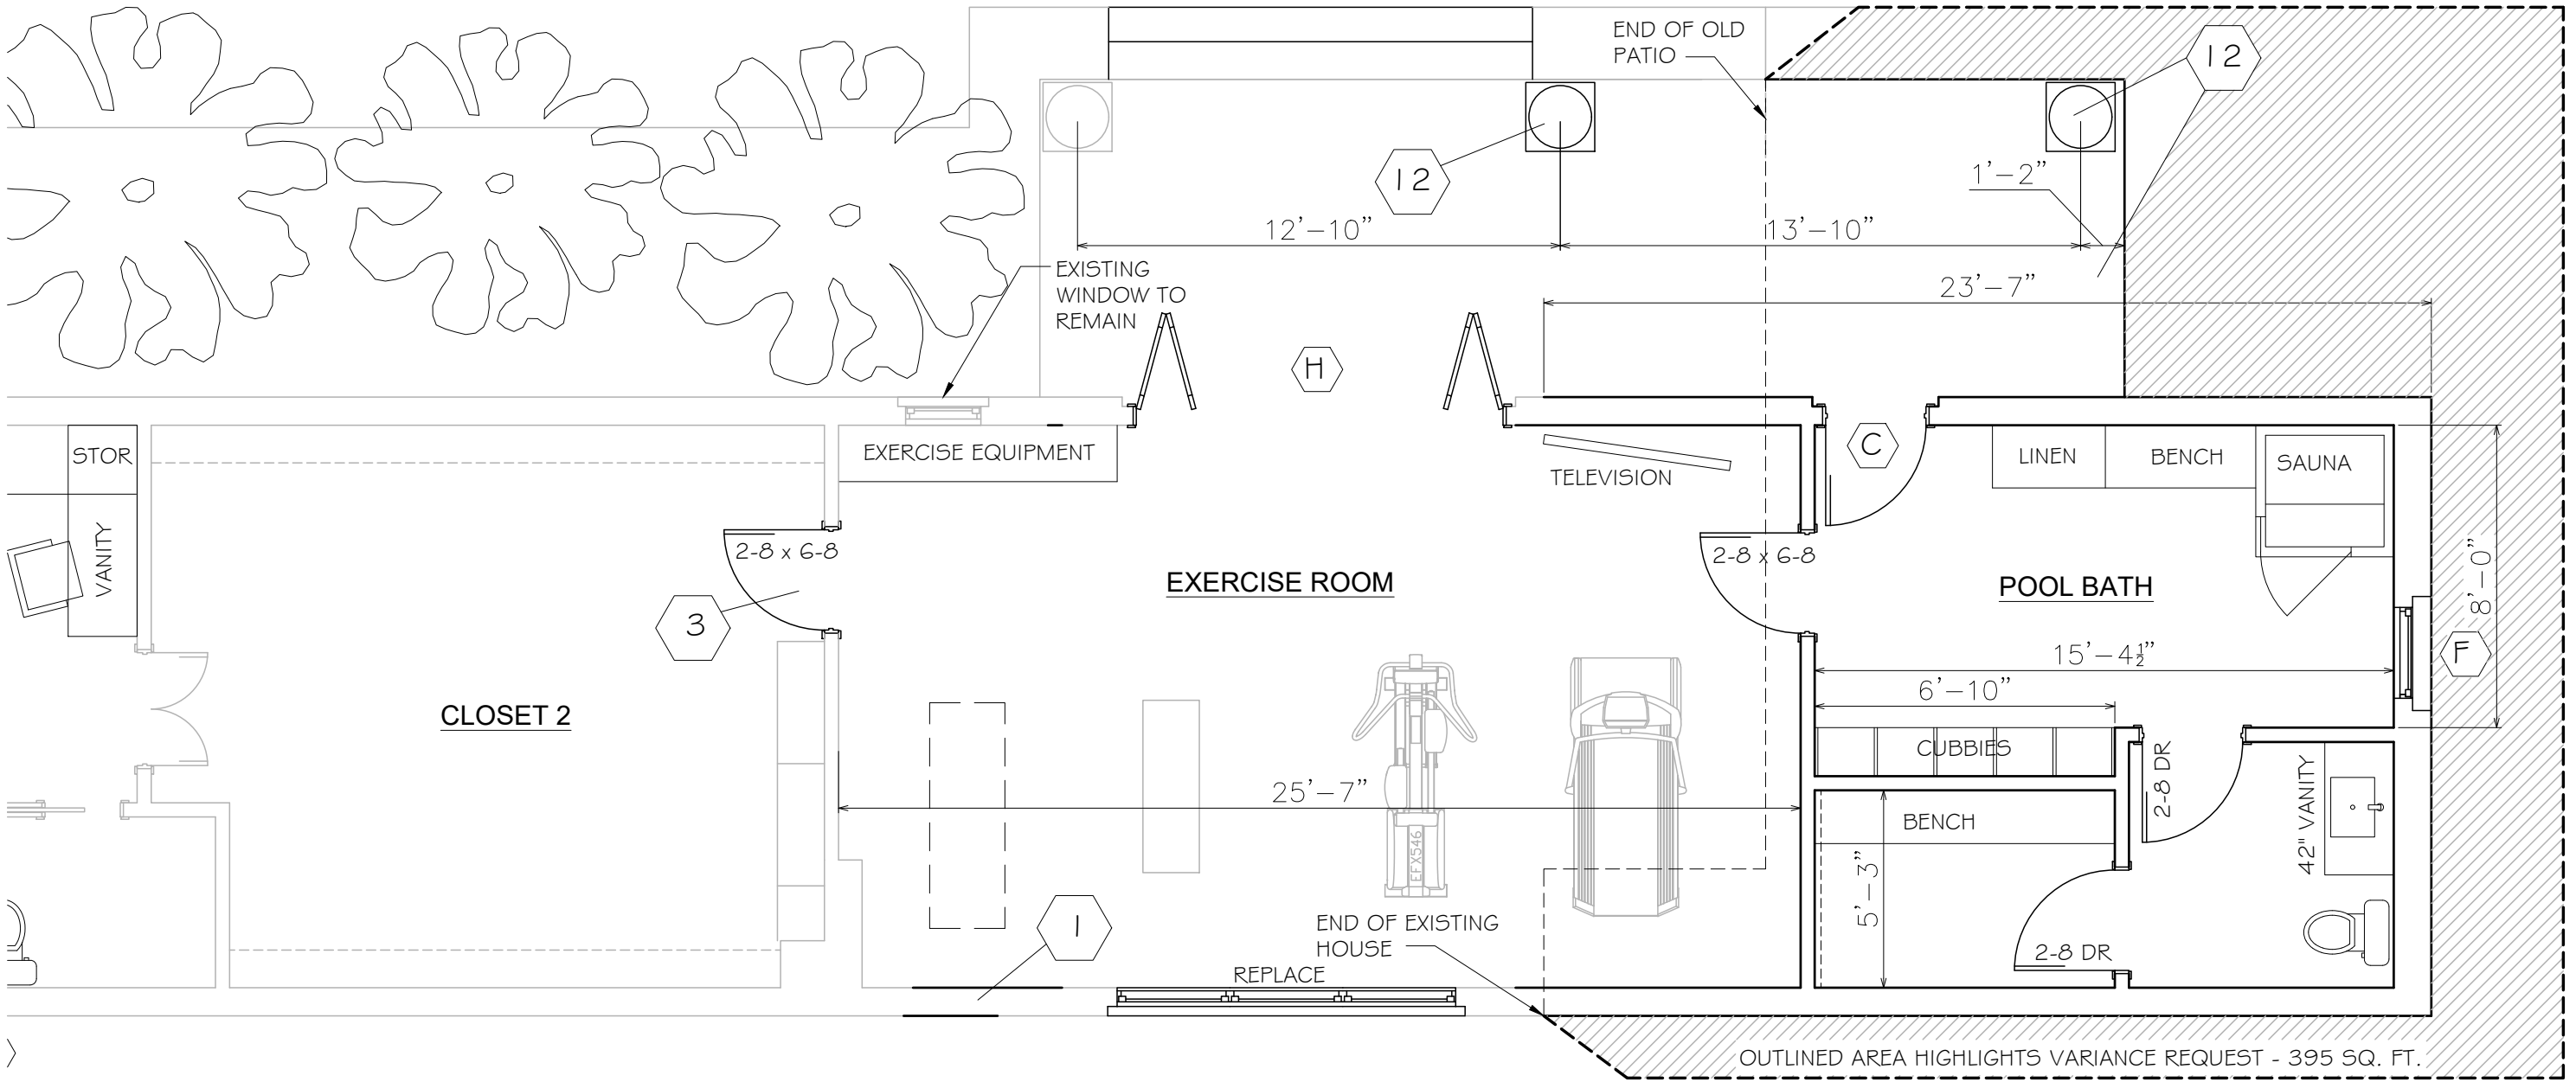 END OF OLD
PATIO
12
12
1'-2"
12'-10"
13'-10"
EXISTING
WINDOW TO
REMAIN
23'-7"
H
STOR
EXERCISE EQUIPMENT
TELEVISION
C
LINEN
BENCH
SAUNA
VANITY
2-8 x 6-8
2-8 x 6-8
EXERCISE ROOM
POOL BATH
8'-0"
3
F
15'-4½"
6'-10"
CLOSET 2
CUBBIES
2-8 DR
42" VANITY
25'-7"
BENCH
EFX546
5'-3"
1
END OF EXISTING
HOUSE
2-8 DR
REPLACE
OUTLINED AREA HIGHLIGHTS VARIANCE REQUEST - 395 SQ. FT.